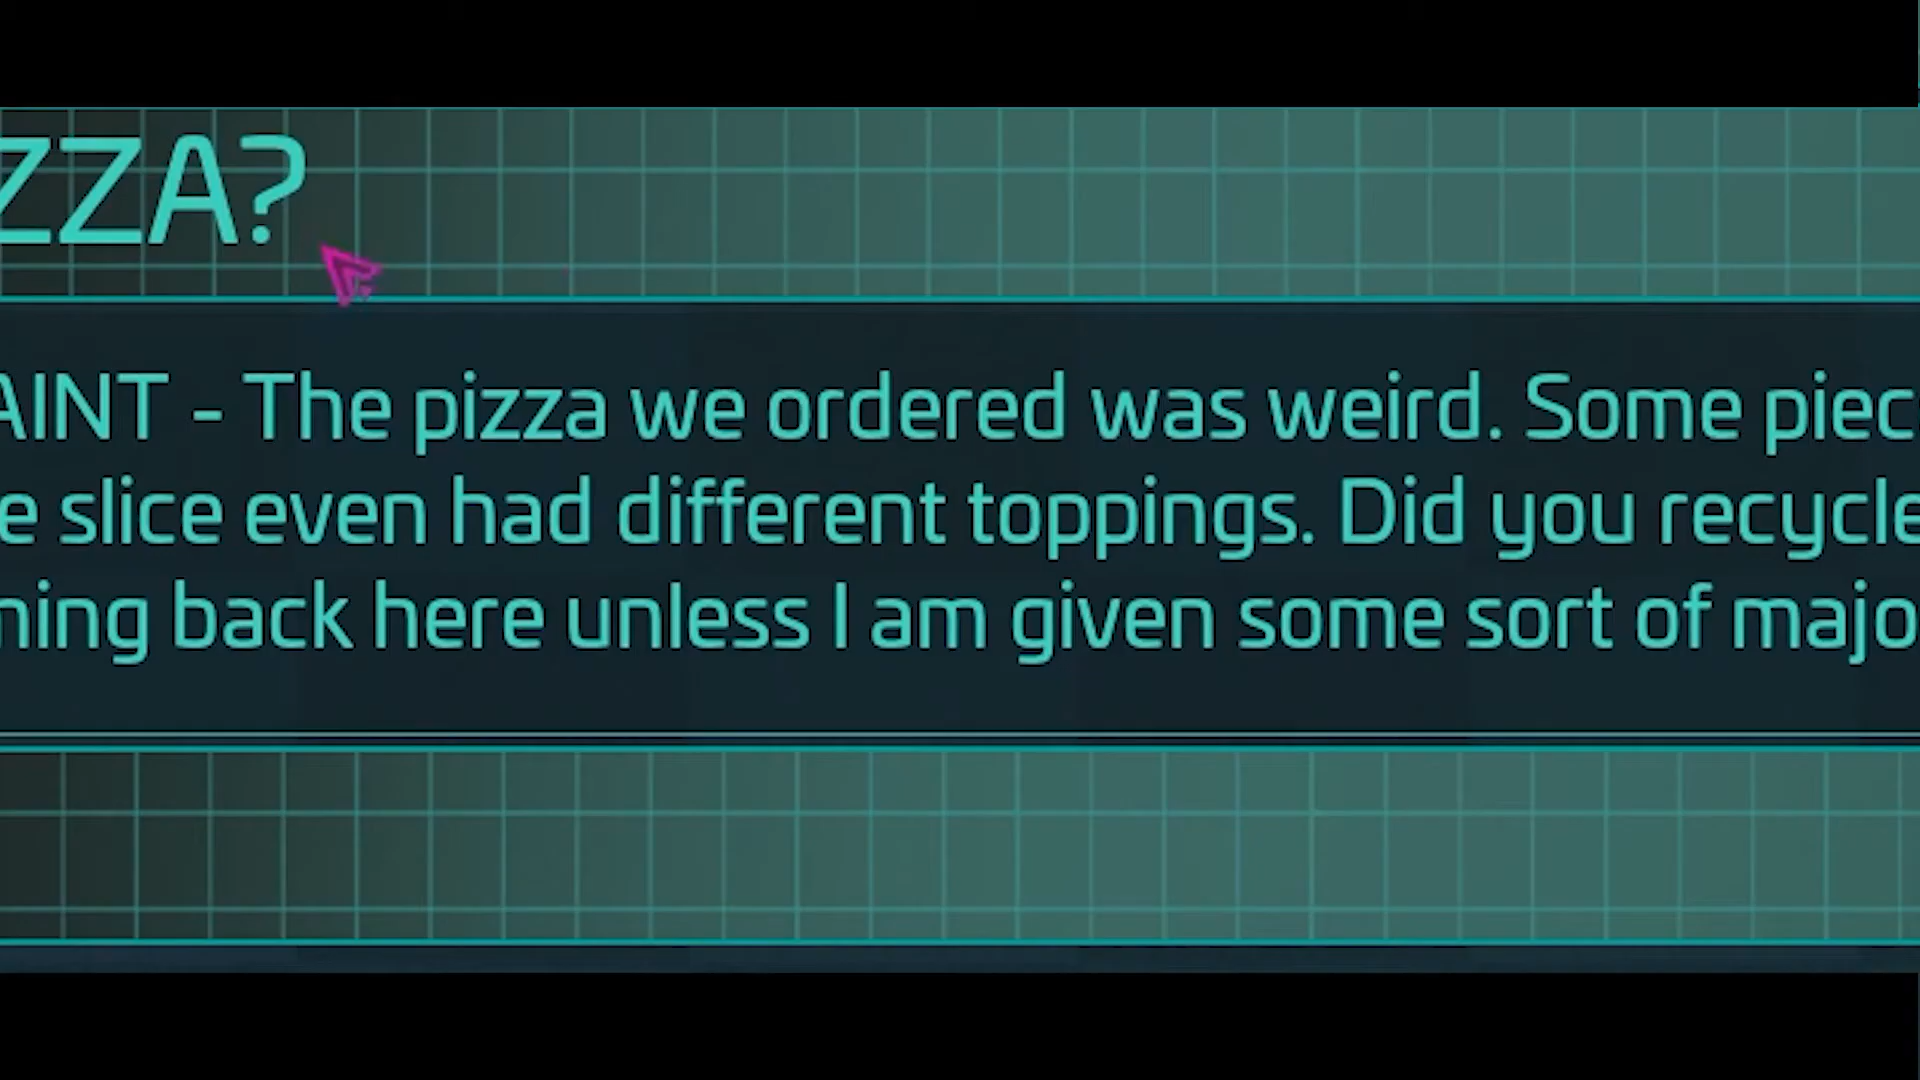 ZZA?
AINT - The pizza we ordered was weird. Some piec
e slice even had different toppings. Did you recycle
ning back here unless I am given some sort of majo